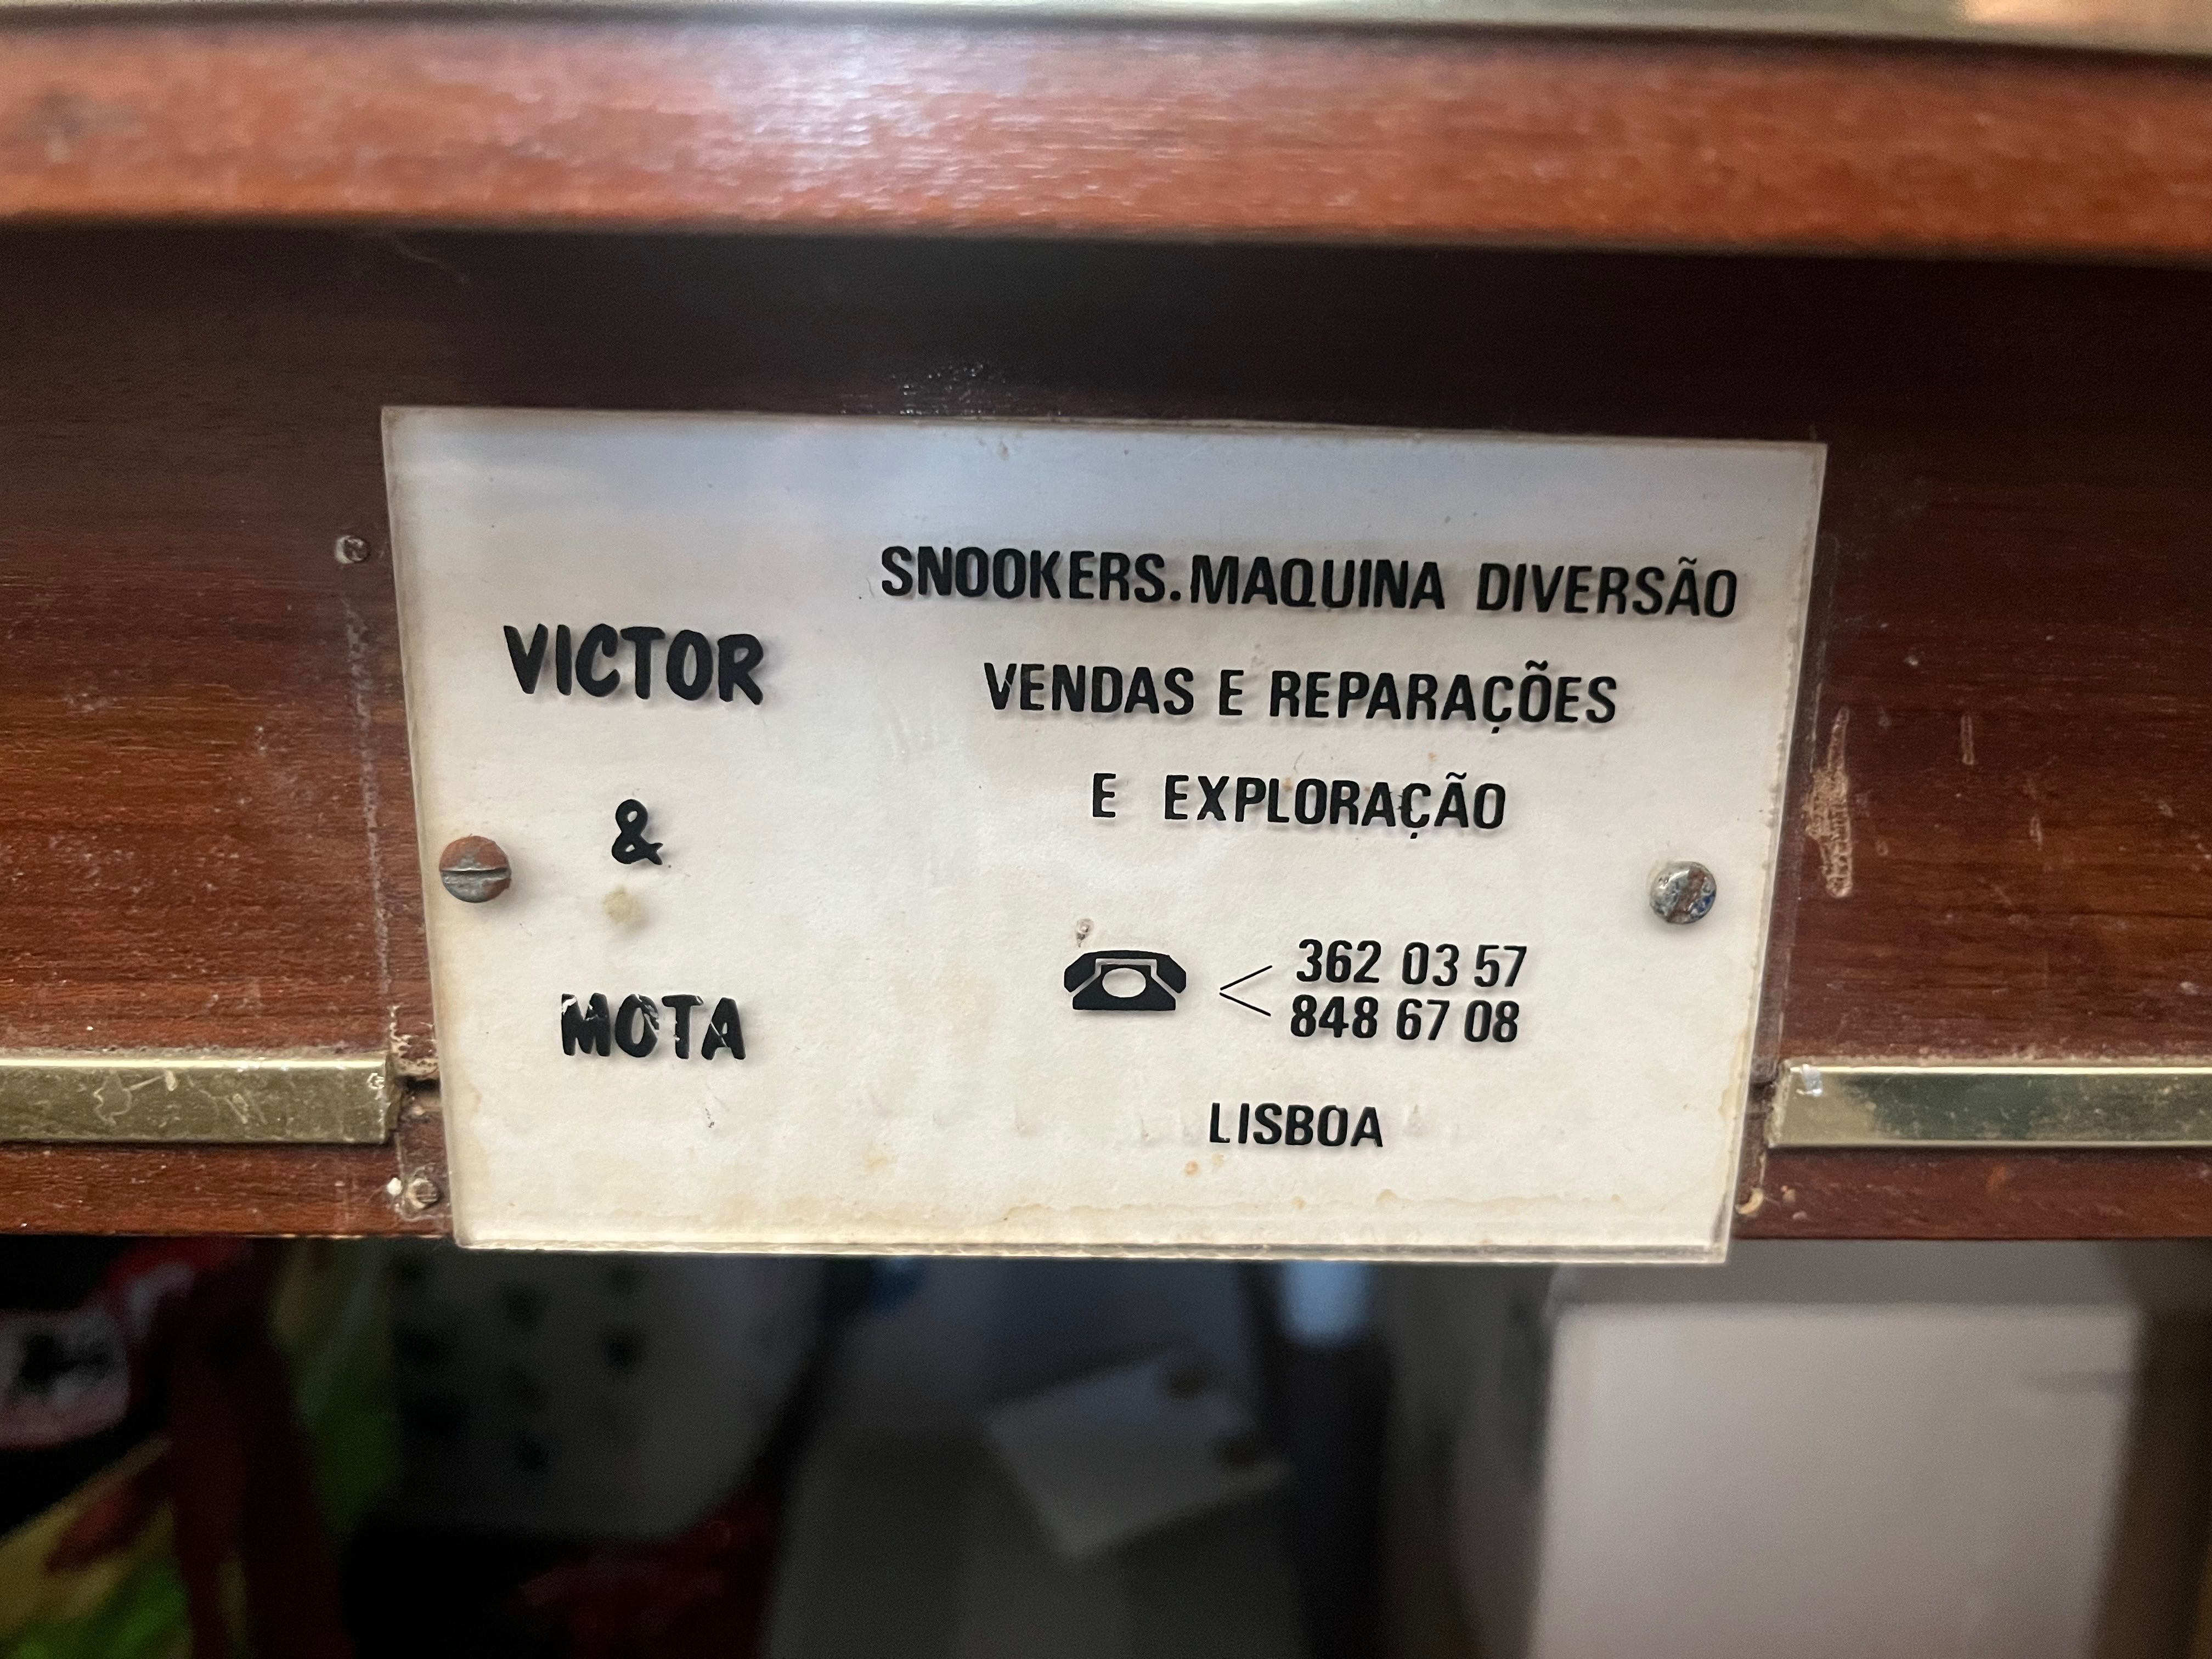 VICTOR
&
MOTA
SNOOKERS.MAQUINA DIVERSÃO
VENDAS E REPARAÇÕES
E EXPLORAÇÃO
362 03 57
848 67 08
LISBOA